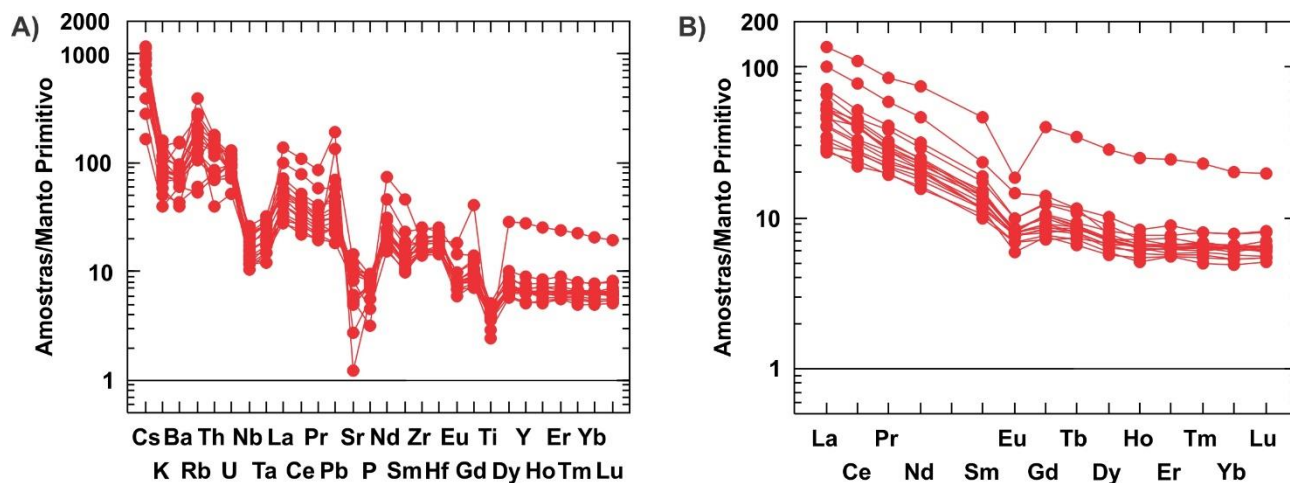 A)
Amostras/Manto Primitivo
2000
1000
100
10
1
Cs Ba Th Nb La Pr Sr Nd Zr Eu Ti Y Er Yb
K Rb U Ta Ce Pb P Sm Hf Gd Dy Ho Tm Lu
B)
Amostras/Manto Primitivo
200
100
10
1
La Pr Eu Tb Ho Tm Lu
Ce Nd Sm Gd Dy Er Yb